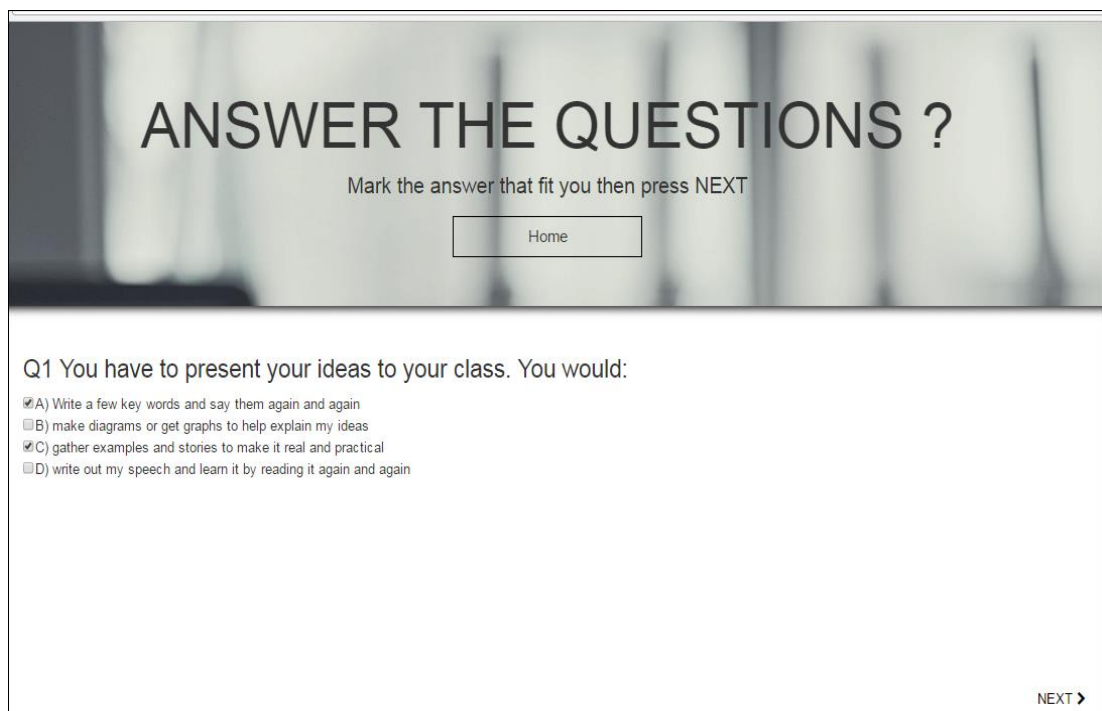 ANSWER THE QUESTIONS ?
Mark the answer that fit you then press NEXT
Home
Q1 You have to present your ideas to your class. You would:
A) Write a few key words and say them again and again
B) make diagrams or get graphs to help explain my ideas
C) gather examples and stories to make it real and practical
D) write out my speech and learn it by reading it again and again
NEXT